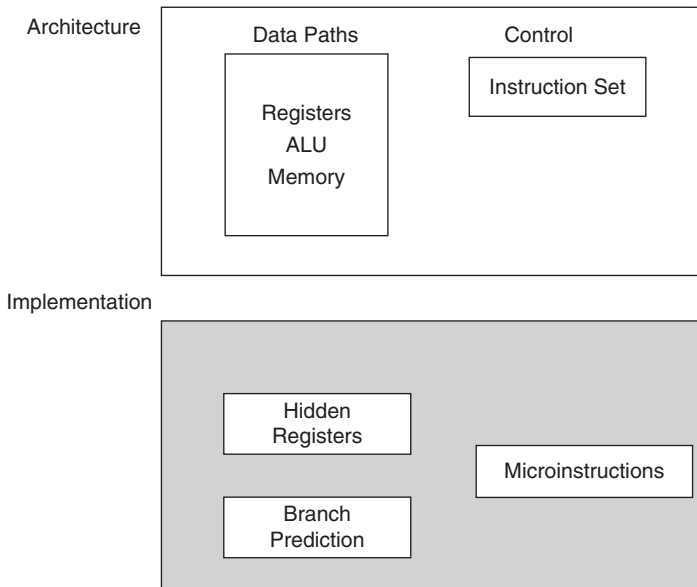 Architecture
Data Paths
Control
Registers
ALU
Memory
Instruction Set
Implementation
Hidden
Registers
Branch
Prediction
Microinstructions